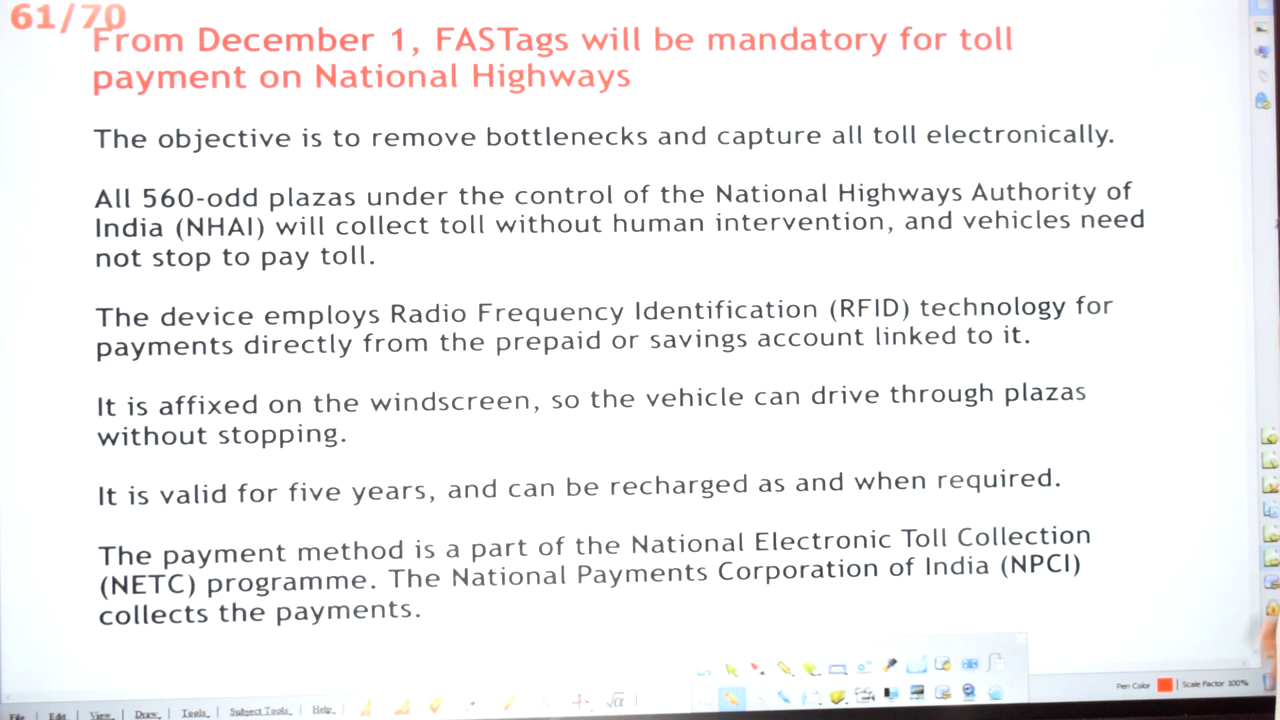 61/70
From December 1, FASTags will be mandatory for toll
payment on National Highways
The objective is to remove bottlenecks and capture all toll electronically.
All 560-odd plazas under the control of the National Highways Authority of
India (NHAI) will collect toll without human intervention, and vehicles need
not stop to pay toll.
The device employs Radio Frequency Identification (RFID) technology for
payments directly from the prepaid or savings account linked to it.
It is affixed on the windscreen, so the vehicle can drive through plazas
without stopping.
It is valid for five years, and can be recharged as and when required.
The payment method is a part of the National Electronic Toll Collection
(NETC) programme. The National Payments Corporation of India (NPCI)
collects the payments.
Pen Color Scale Factor 100%
File Edit View Draw Tools Subject Tools Help